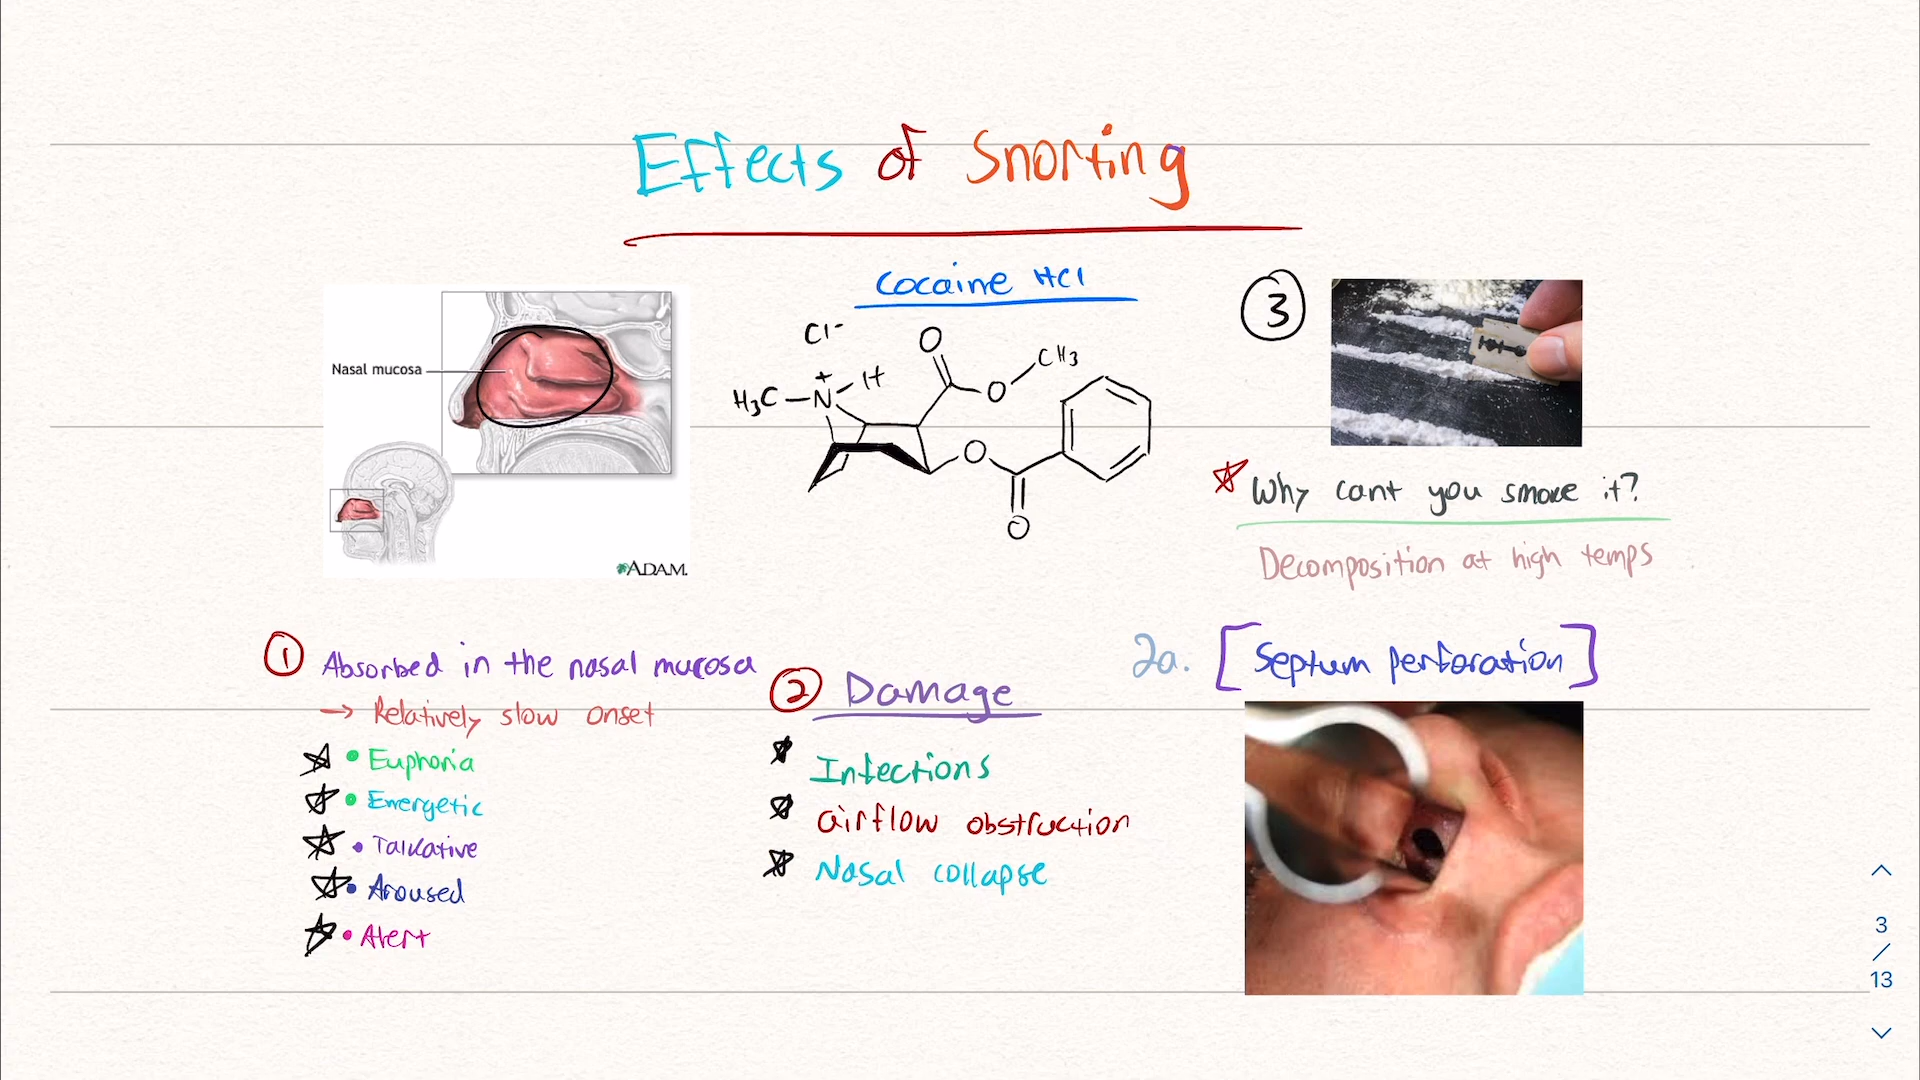 Effects of Snorting
Cocaine HCl
Nasal mucosa
ADAM.
Cl-
H3C
N
+
H
O
O
CH3
O
O
3
Why cant you smoke it?
Decomposition at high temps
1 Absorbed in the nasal mucosa
→ Relatively slow onset
• Euphoria
• Energetic
• Talkative
• Aroused
• Alert
2 Damage
Infections
airflow obstruction
Nasal collapse
2a. [Septum perforation]
3
/
13